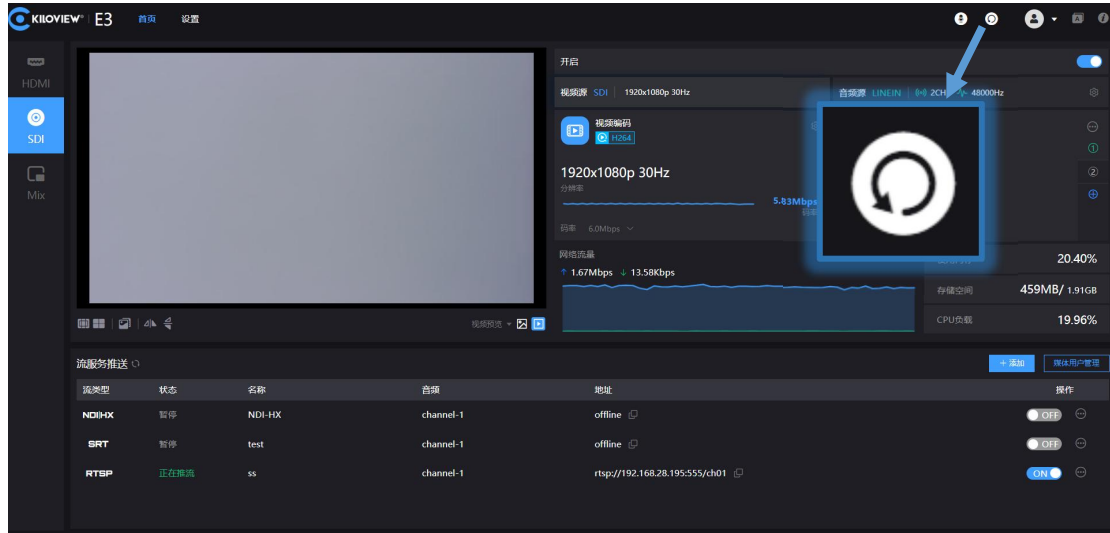 KILOVIEW® E3 首页 设置
HDMI
SDI
Mix
开启
视频源 SDI 1920x1080p 30Hz
音频源 LINEIN 2CH 48000Hz
视频编码
H264
1920x1080p 30Hz
分辨率
5.83Mbps
码率 6.0Mbps
① 
②
网络流量
↑ 1.67Mbps ↓ 13.58Kbps
20.40%
存储空间 459MB/ 1.91GB
CPU负载 19.96%
视频预览
流服务推送
+ 添加 媒体用户管理
流类型 状态 名称 音频 地址 操作
NDI|HX 暂停 NDI-HX channel-1 offline OFF
SRT 暂停 test channel-1 offline OFF
RTSP 正在推流 ss channel-1 rtsp://192.168.28.195:555/ch01 ON